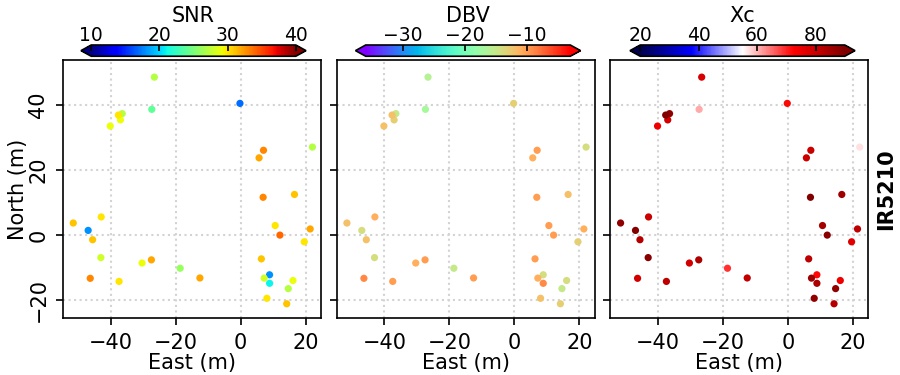 SNR DBV Xc
10 20 30 40 −30 −20 −10 20 40 60 80
40
20
0
−20
North (m)
IR5210
−40 −20 0 20 −40 −20 0 20 −40 −20 0 20
East (m) East (m) East (m)